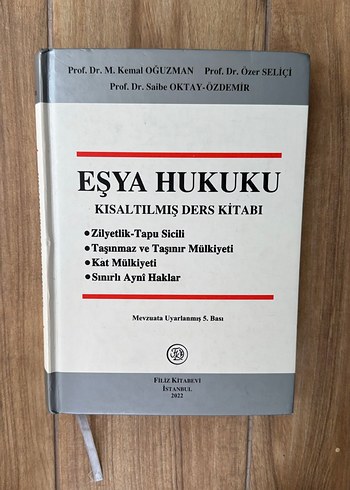 Prof. Dr. M. Kemal OĞUZMAN Prof. Dr. Özer SELİÇİ
Prof. Dr. Saibe OKTAY-ÖZDEMİR
EŞYA HUKUKU
KISALTILMIŞ DERS KİTABI
●Zilyetlik-Tapu Sicili
●Taşınmaz ve Taşınır Mülkiyeti
●Kat Mülkiyeti
●Sınırlı Aynî Haklar
Mevzuata Uyarlanmış 5. Bası
FİLİZ KİTABEVİ
İSTANBUL
2022